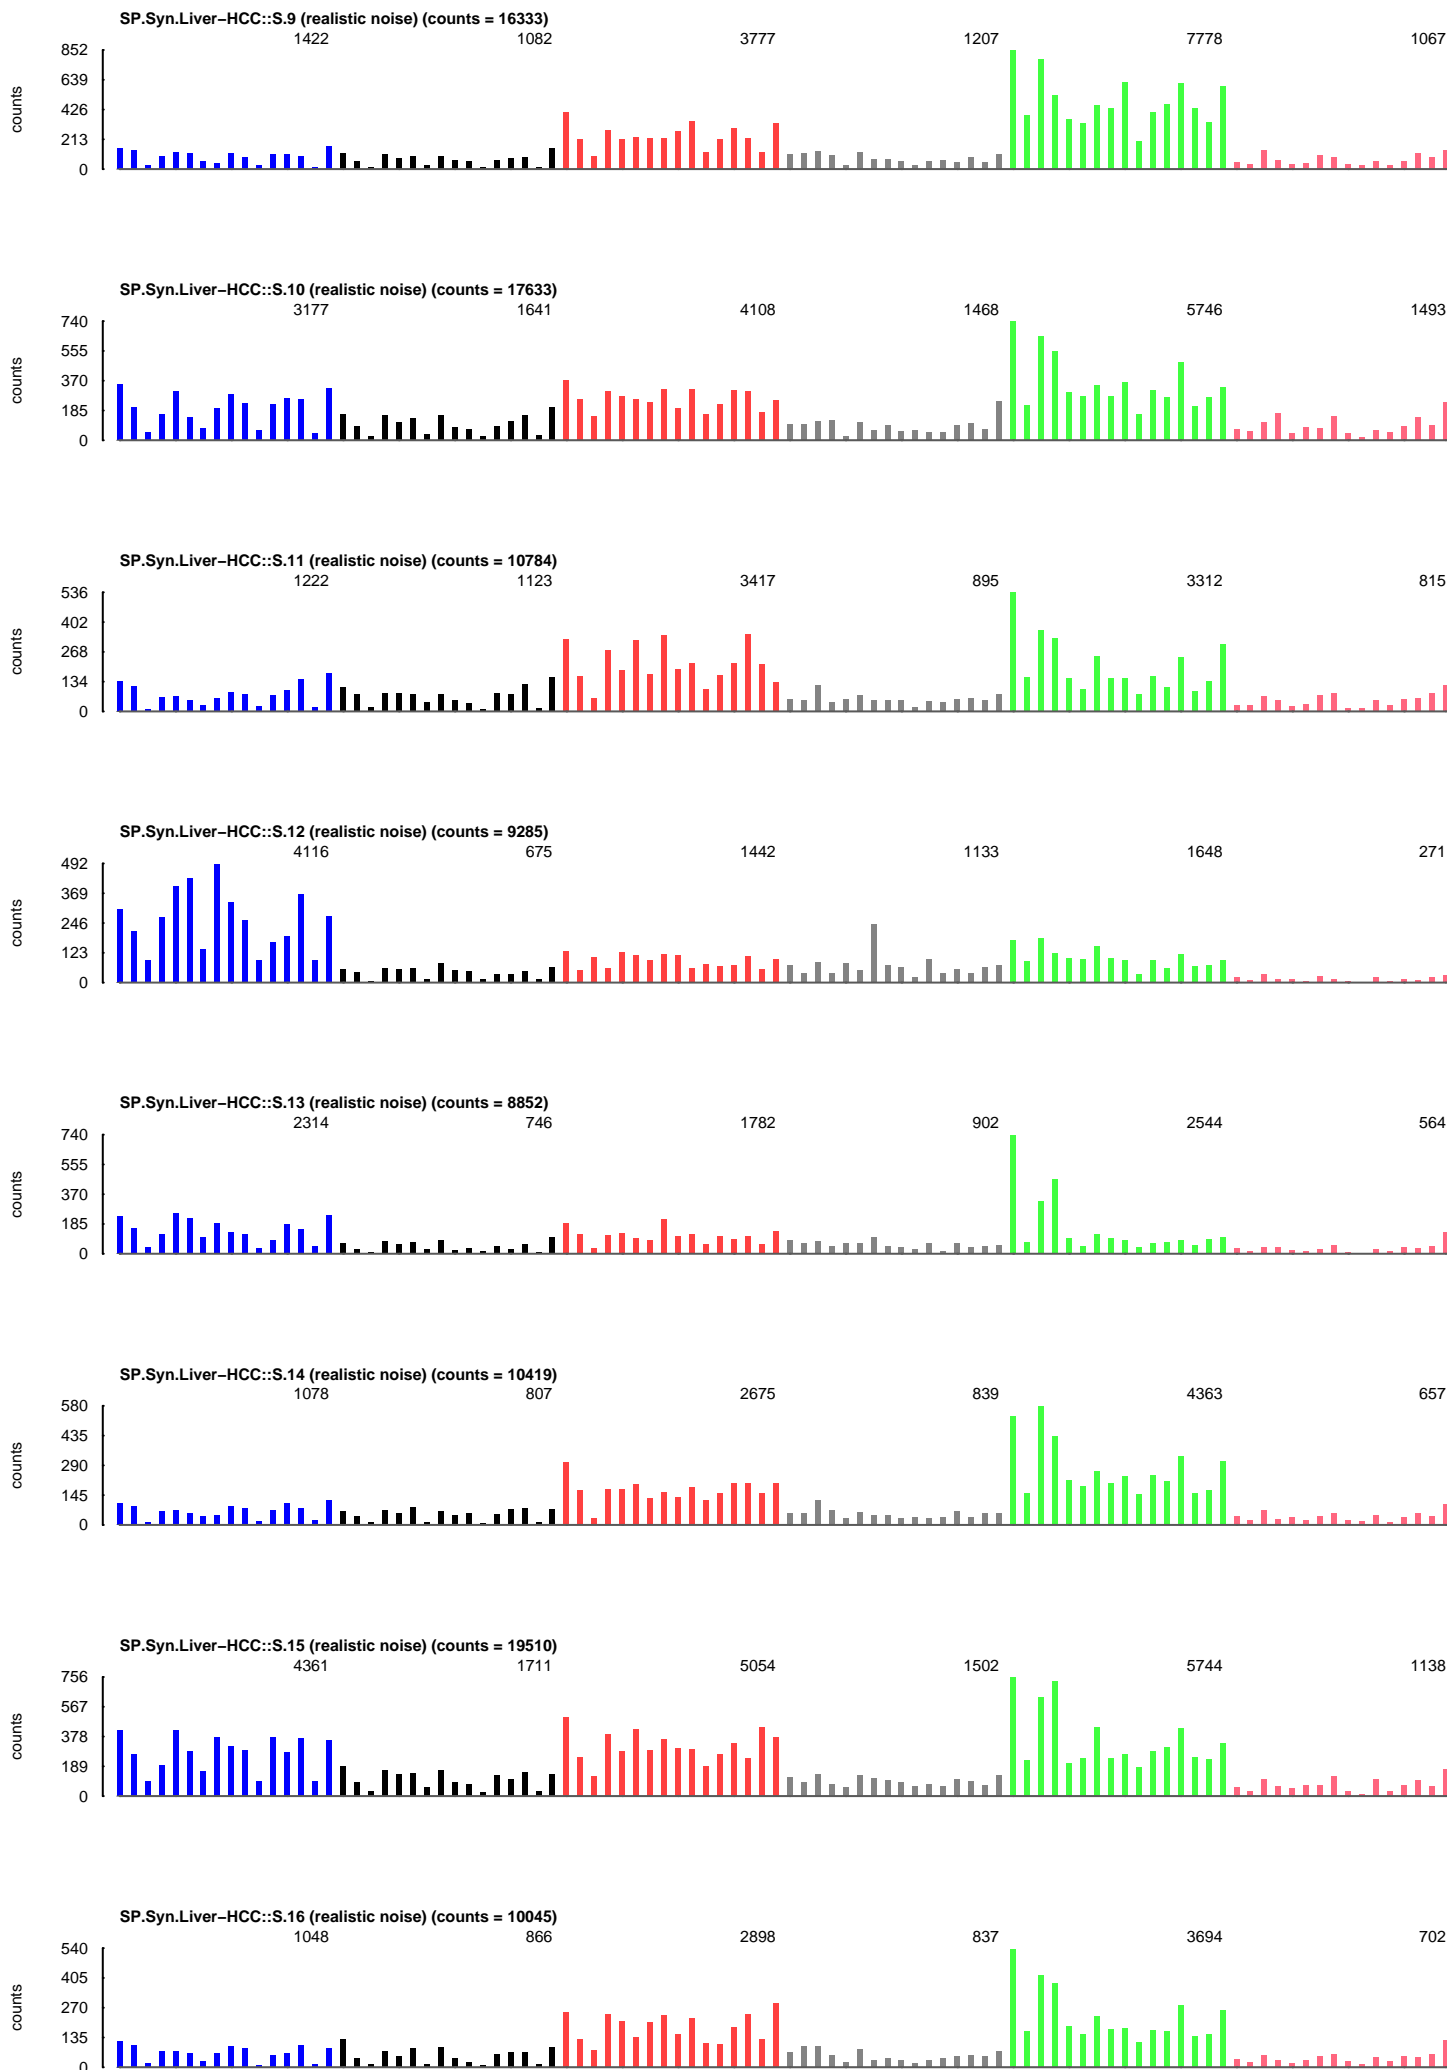 SP.Syn.Liver−HCC::S.9 (realistic noise) (counts = 16333)
1422 1082 3777 1207 7778 1067
852
639
426
213
0
counts
SP.Syn.Liver−HCC::S.10 (realistic noise) (counts = 17633)
3177 1641 4108 1468 5746 1493
740
555
370
185
0
counts
SP.Syn.Liver−HCC::S.11 (realistic noise) (counts = 10784)
1222 1123 3417 895 3312 815
536
402
268
134
0
counts
SP.Syn.Liver−HCC::S.12 (realistic noise) (counts = 9285)
4116 675 1442 1133 1648 271
492
369
246
123
0
counts
SP.Syn.Liver−HCC::S.13 (realistic noise) (counts = 8852)
2314 746 1782 902 2544 564
740
555
370
185
0
counts
SP.Syn.Liver−HCC::S.14 (realistic noise) (counts = 10419)
1078 807 2675 839 4363 657
580
435
290
145
0
counts
SP.Syn.Liver−HCC::S.15 (realistic noise) (counts = 19510)
4361 1711 5054 1502 5744 1138
756
567
378
189
0
counts
SP.Syn.Liver−HCC::S.16 (realistic noise) (counts = 10045)
1048 866 2898 837 3694 702
540
405
270
135
0
counts